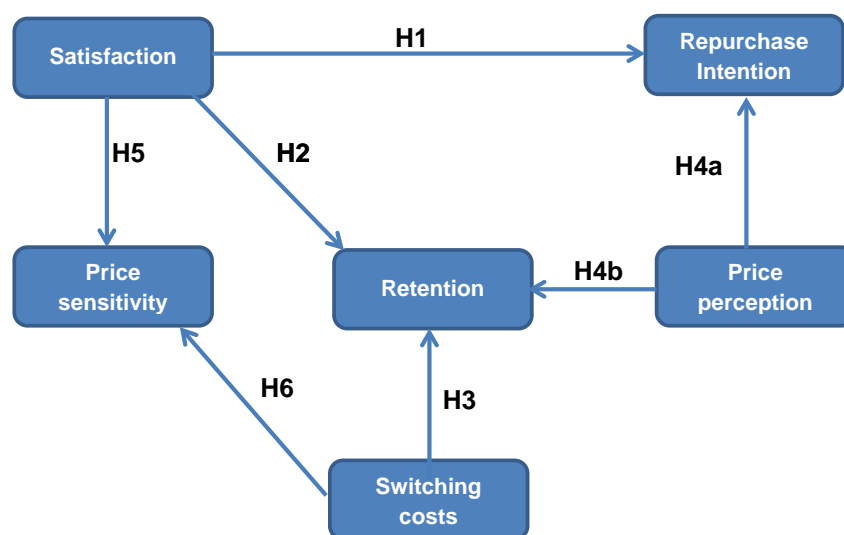 H1
Satisfaction
Repurchase
Intention
H5
H2
H4a
Price
sensitivity
Retention
H4b
Price
perception
H6
H3
Switching
costs